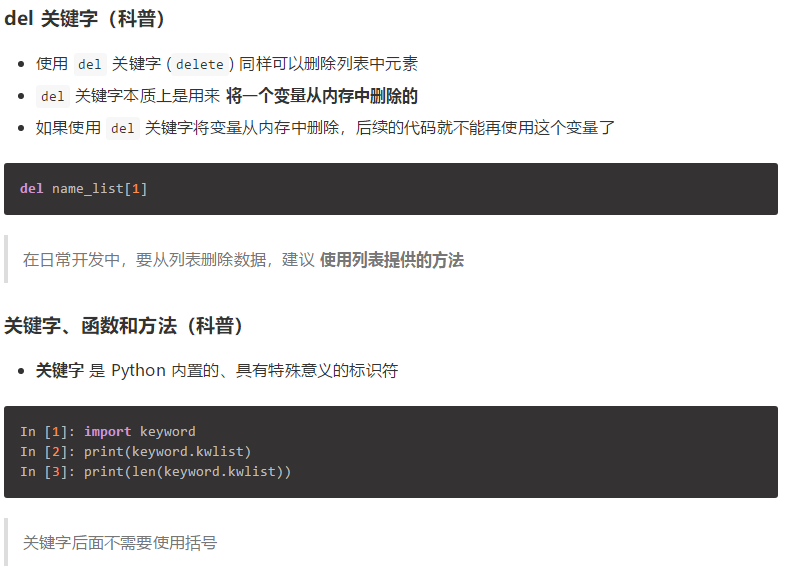 del 关键字（科普）
使用 del 关键字 (delete) 同样可以删除列表中元素
del 关键字本质上是用来 将一个变量从内存中删除的
如果使用 del 关键字将变量从内存中删除，后续的代码就不能再使用这个变量了
del name_list[1]
在日常开发中，要从列表删除数据，建议 使用列表提供的方法
关键字、函数和方法（科普）
关键字 是 Python 内置的、具有特殊意义的标识符
In [1]: import keyword
In [2]: print(keyword.kwlist)
In [3]: print(len(keyword.kwlist))
关键字后面不需要使用括号